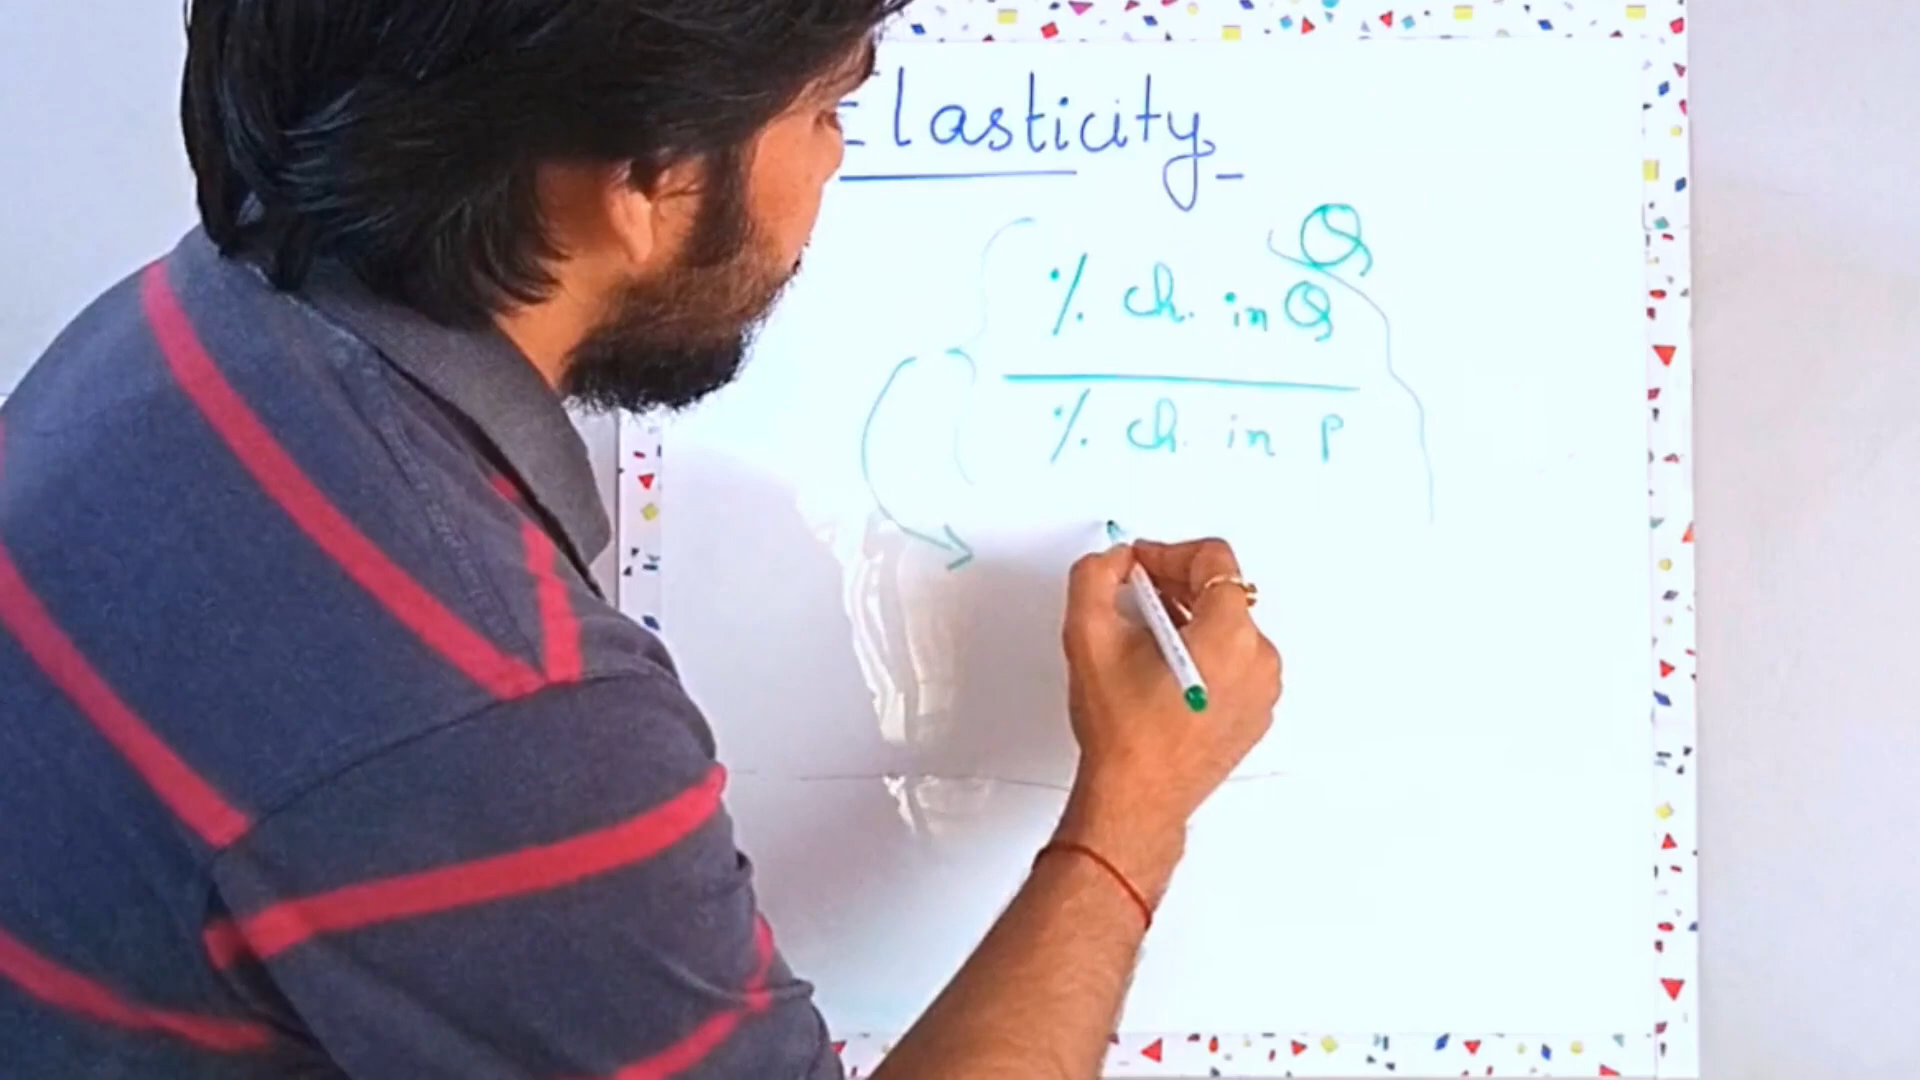 Elasticity
Q
% ch. in Q
% ch. in P